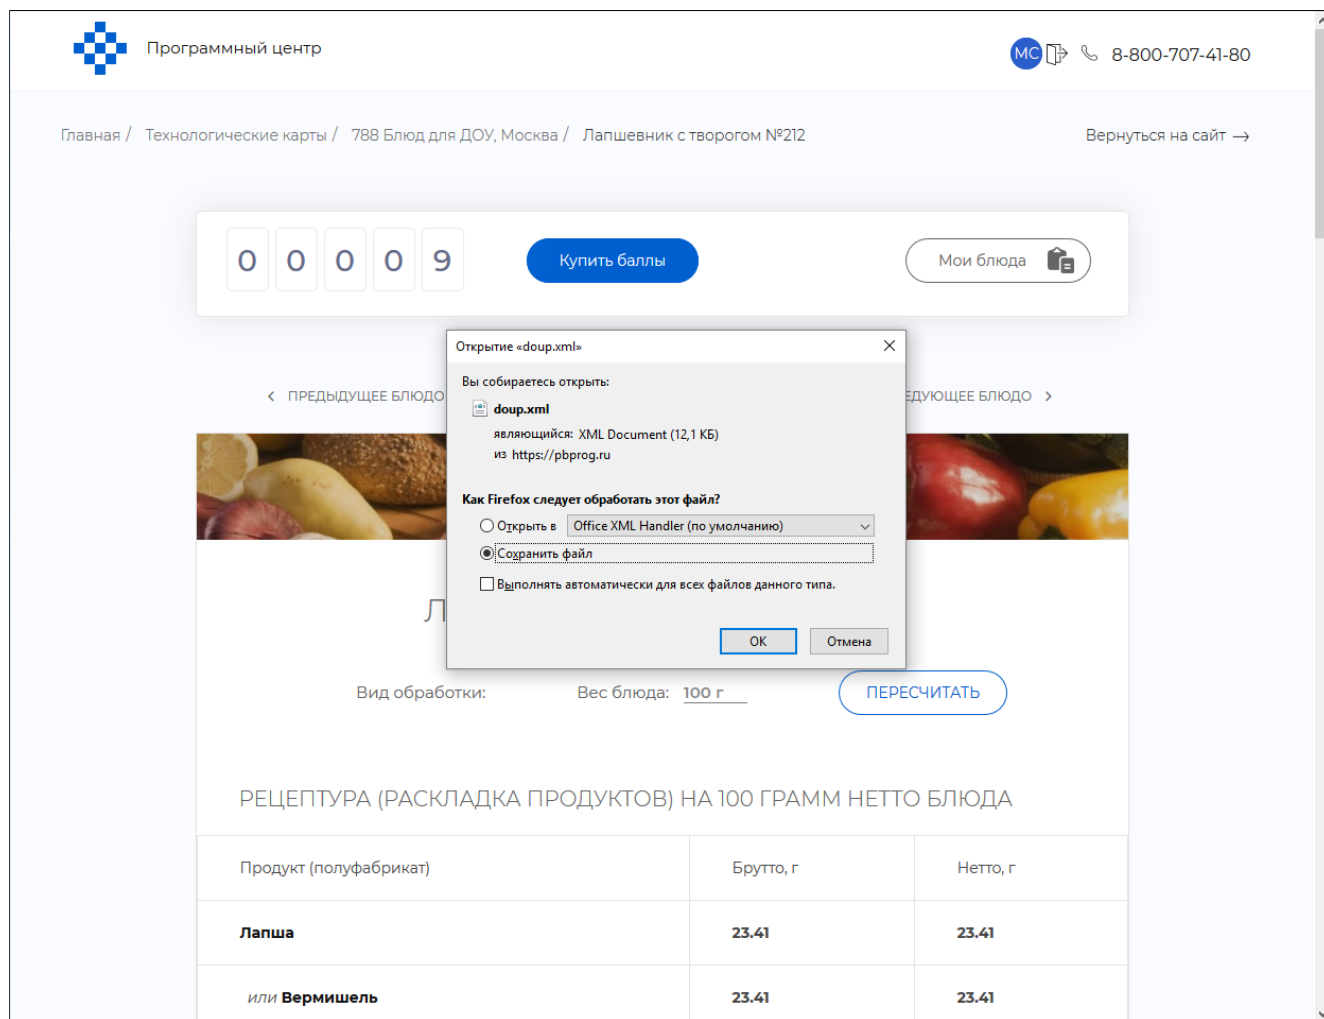 Программный центр
МС 8-800-707-41-80
Главная / Технологические карты / 788 Блюд для ДОУ, Москва / Лапшевник с творогом №212
Вернуться на сайт →
0 0 0 0 9
Купить баллы
Мои блюда
Открытие «doup.xml»
Вы собираетесь открыть:
doup.xml
являющийся: XML Document (12,1 КБ)
из https://pbprog.ru
Как Firefox следует обработать этот файл?
Открыть в Office XML Handler (по умолчанию)
Сохранить файл
Выполнять автоматически для всех файлов данного типа.
ОК Отмена
< ПРЕДЫДУЩЕЕ БЛЮДО
ЕДУЮЩЕЕ БЛЮДО >
Л
Вид обработки: Вес блюда: 100 г ПЕРЕСЧИТАТЬ
РЕЦЕПТУРА (РАСКЛАДКА ПРОДУКТОВ) НА 100 ГРАММ НЕТТО БЛЮДА
Продукт (полуфабрикат) Брутто, г Нетто, г
Лапша 23.41 23.41
или Вермишель 23.41 23.41